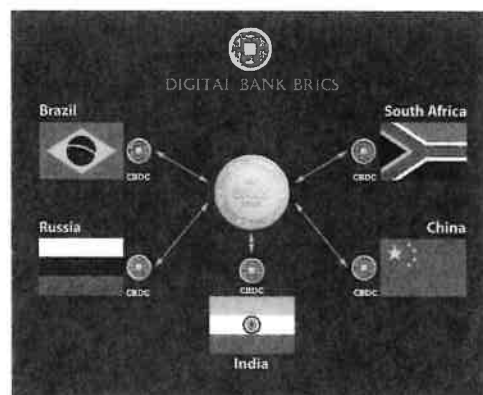 DIGITAL BANK BRICS
Brazil
South Africa
CBDC
CBDC
Russia
China
CBDC
CBDC
CBDC
India